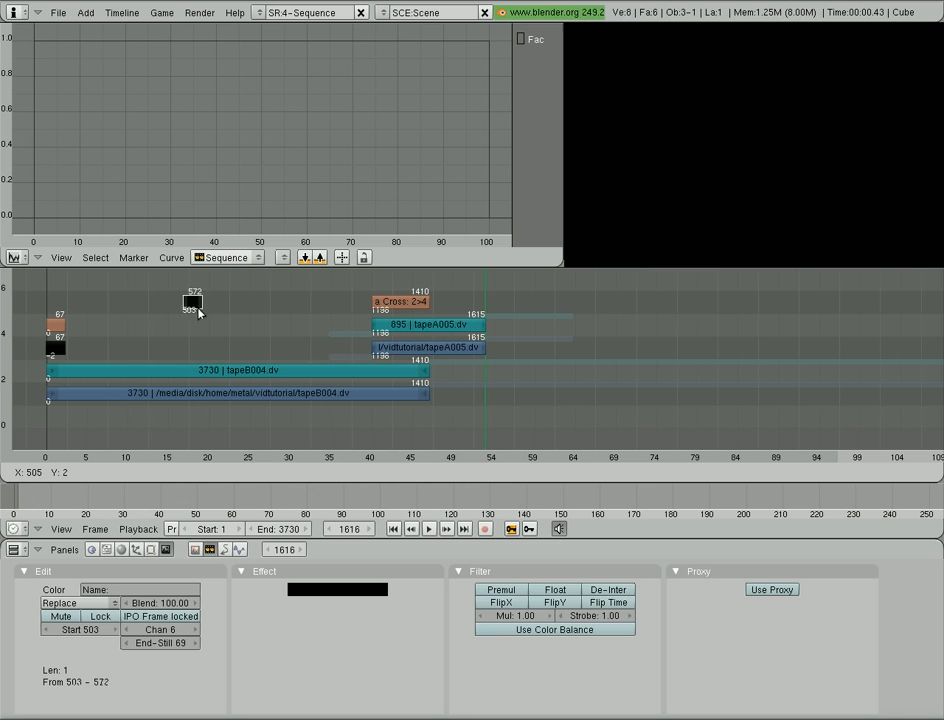 File Add Timeline Game Render Help SR:4-Sequence SCE:Scene www.blender.org 249.2 Ve:8 | Fa:6 | Ob:3-1 | La:1 | Mem:1.25M (8.00M) | Time:00:00.43 | Cube
1.0
0.8
0.6
0.4
0.2
0.0
Fac
0 10 20 30 40 50 60 70 80 90 100
View Select Marker Curve Sequence
6
4
2
0
572
503
1410
a Cross: 2>4
1198
67
0
1615
895 | tapeA005.dv
1198
67
-2
1615
l/vidtutorial/tapeA005.dv
1198
1410
3730 | tapeB004.dv
0
1410
3730 | /media/disk/home/metal/vidtutorial/tapeB004.dv
0
0 5 10 15 20 25 29 35 40 45 49 54 59 64 69 74 79 84 89 94 99 104 109
X: 505 Y: 2
0 10 20 30 40 50 60 70 80 90 100 110 120 130 140 150 160 170 180 190 200 210 220 230 240 250
View Frame Playback Pr Start: 1 End: 3730 1616
Panels 1616
Edit Effect Filter Proxy
Color Name:
Replace Blend: 100.00
Mute Lock IPO Frame locked
Start 503 Chan 6
End-Still 69
Len: 1
From 503 - 572
Premul Float De-Inter
FlipX FlipY Flip Time
Mul: 1.00 Strobe: 1.00
Use Color Balance
Use Proxy